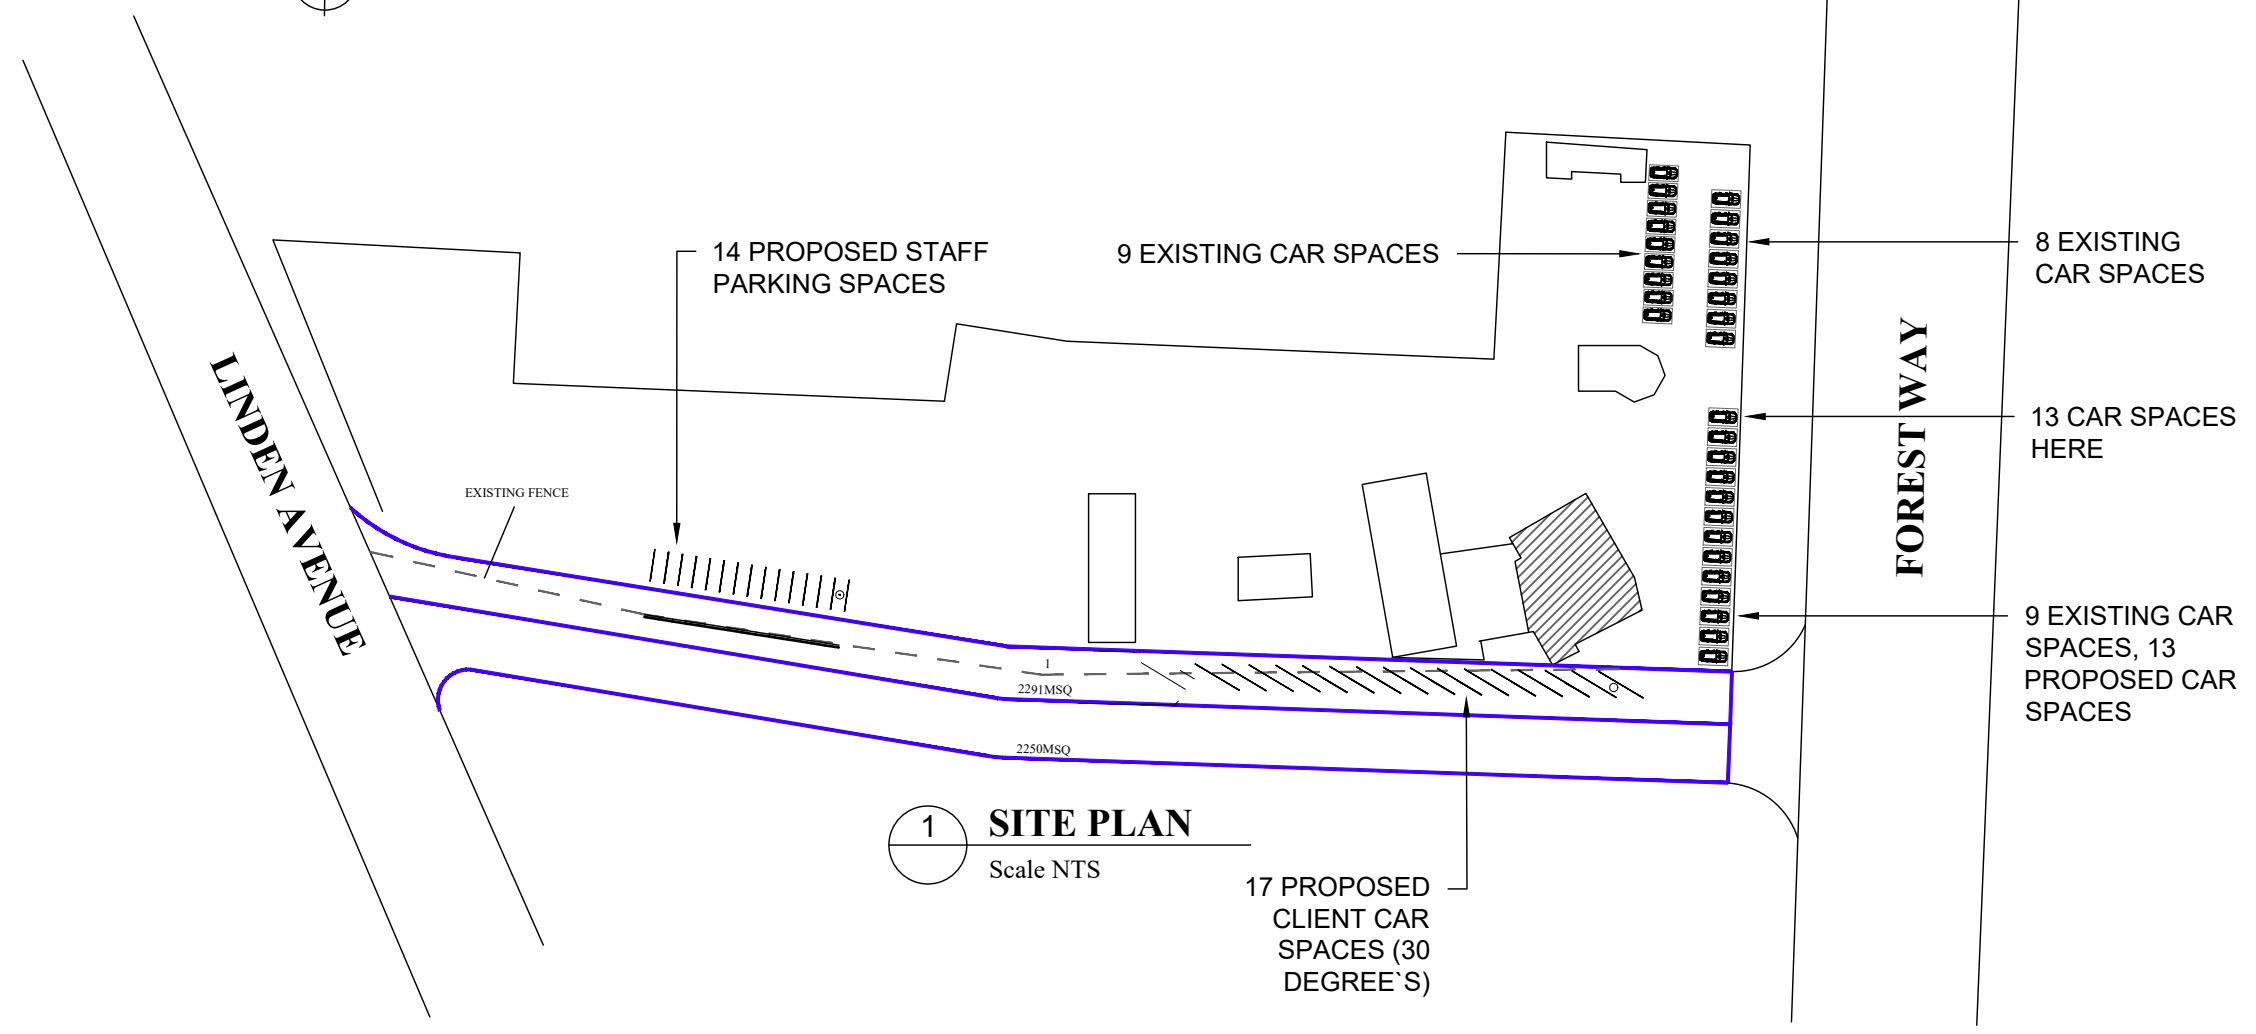 14 PROPOSED STAFF
PARKING SPACES
9 EXISTING CAR SPACES
8 EXISTING
CAR SPACES
LINDEN AVENUE
FOREST WAY
13 CAR SPACES
HERE
EXISTING FENCE
9 EXISTING CAR
SPACES, 13
PROPOSED CAR
SPACES
1
2291MSQ
2250MSQ
1
SITE PLAN
Scale NTS
17 PROPOSED
CLIENT CAR
SPACES (30
DEGREE`S)